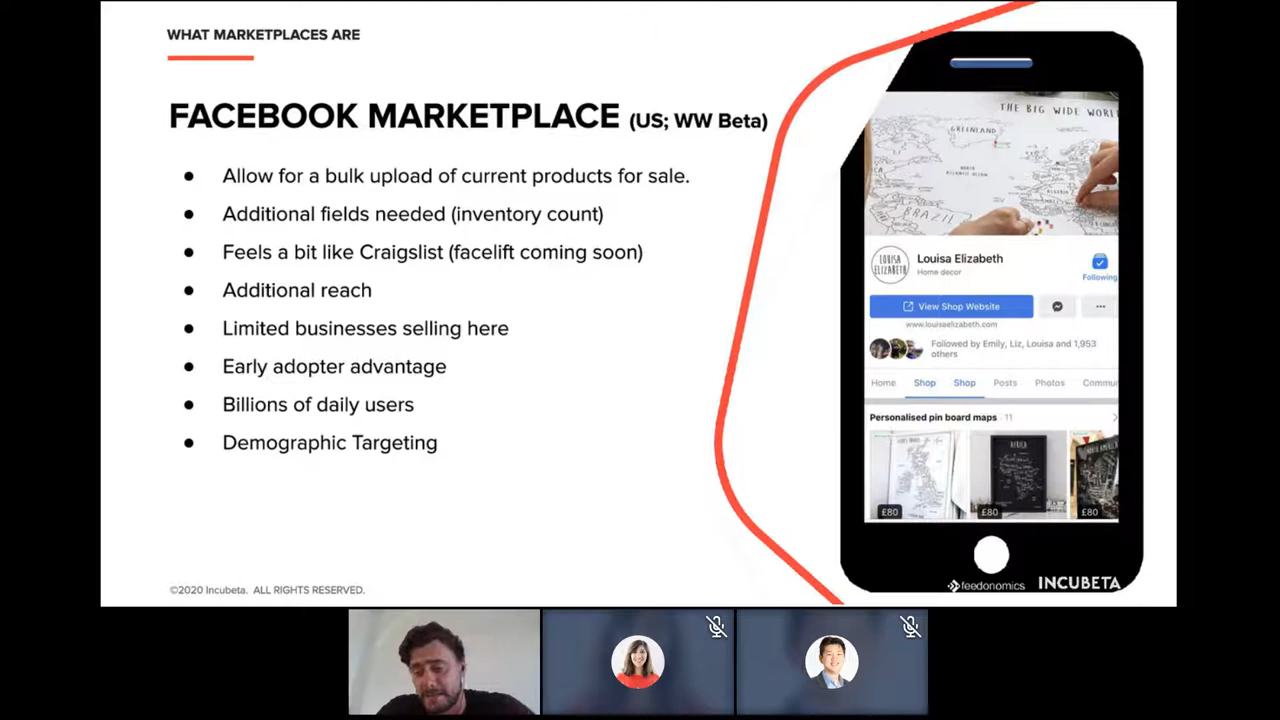 WHAT MARKETPLACES ARE
FACEBOOK MARKETPLACE (US; WW Beta)
● Allow for a bulk upload of current products for sale.
● Additional fields needed (inventory count)
● Feels a bit like Craigslist (facelift coming soon)
● Additional reach
● Limited businesses selling here
● Early adopter advantage
● Billions of daily users
● Demographic Targeting
©2020 Incubeta. ALL RIGHTS RESERVED.
THE BIG WIDE WORL
GREENLAND
BRAZIL
LOUISA
ELIZABETH
Louisa Elizabeth
Home decor
Following
View Shop Website
...
www.louisaelizabeth.com
Followed by Emily, Liz, Louisa and 1,953
others
Home Shop Shop Posts Photos Commu
Personalised pin board maps · 11
AFRICA
£80 £80 £80
feedonomics INCUBETA